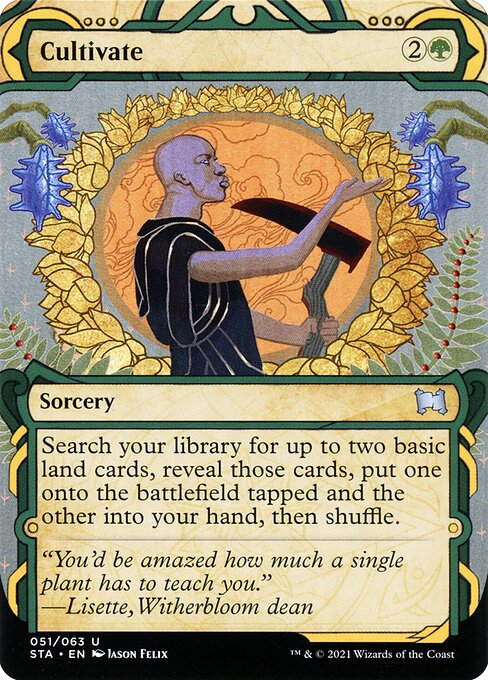 Cultivate 2
Sorcery
Search your library for up to two basic
land cards, reveal those cards, put one
onto the battlefield tapped and the
other into your hand, then shuffle.
“You’d be amazed how much a single
plant has to teach you.”
—Lisette, Witherbloom dean
051/063 U
STA • EN Jason Felix ™ & © 2021 Wizards of the Coast